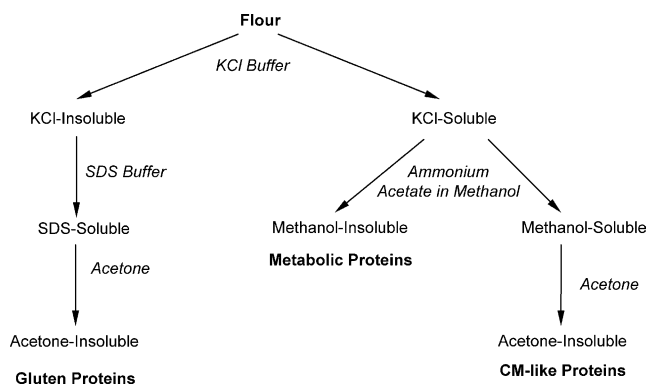 Flour
KCl Buffer
KCl-Insoluble
KCl-Soluble
SDS Buffer
Ammonium
Acetate in Methanol
SDS-Soluble
Methanol-Insoluble
Methanol-Soluble
Metabolic Proteins
Acetone
Acetone
Acetone-Insoluble
Acetone-Insoluble
Gluten Proteins
CM-like Proteins